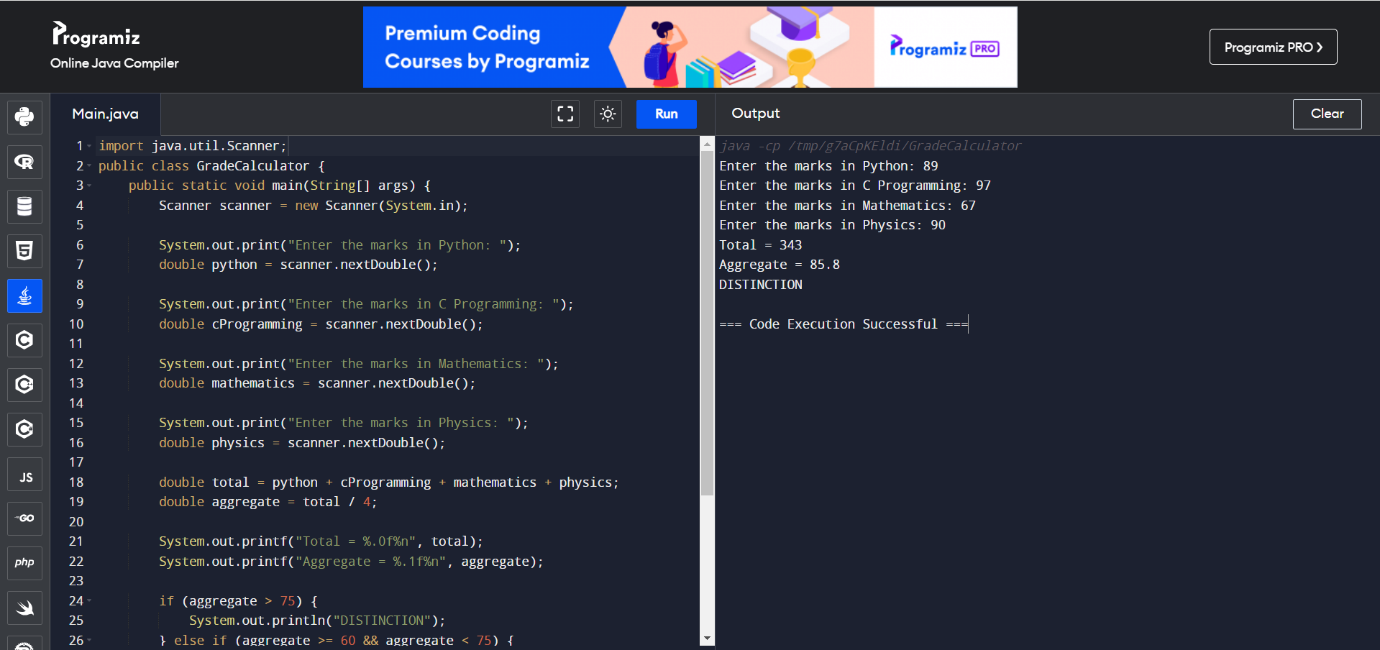 Programiz
Online Java Compiler
Premium Coding
Courses by Programiz
Programiz PRO
Programiz PRO ❯
JS
GO
php
Main.java
Run
Output
Clear
1 import java.util.Scanner;
2 public class GradeCalculator {
3 public static void main(String[] args) {
4 Scanner scanner = new Scanner(System.in);
5
6 System.out.print("Enter the marks in Python: ");
7 double python = scanner.nextDouble();
8
9 System.out.print("Enter the marks in C Programming: ");
10 double cProgramming = scanner.nextDouble();
11
12 System.out.print("Enter the marks in Mathematics: ");
13 double mathematics = scanner.nextDouble();
14
15 System.out.print("Enter the marks in Physics: ");
16 double physics = scanner.nextDouble();
17
18 double total = python + cProgramming + mathematics + physics;
19 double aggregate = total / 4;
20
21 System.out.printf("Total = %.0f%n", total);
22 System.out.printf("Aggregate = %.1f%n", aggregate);
23
24 if (aggregate > 75) {
25 System.out.println("DISTINCTION");
26 } else if (aggregate >= 60 && aggregate < 75) {
java -cp /tmp/g7aCpKEldi/GradeCalculator
Enter the marks in Python: 89
Enter the marks in C Programming: 97
Enter the marks in Mathematics: 67
Enter the marks in Physics: 90
Total = 343
Aggregate = 85.8
DISTINCTION
=== Code Execution Successful ===